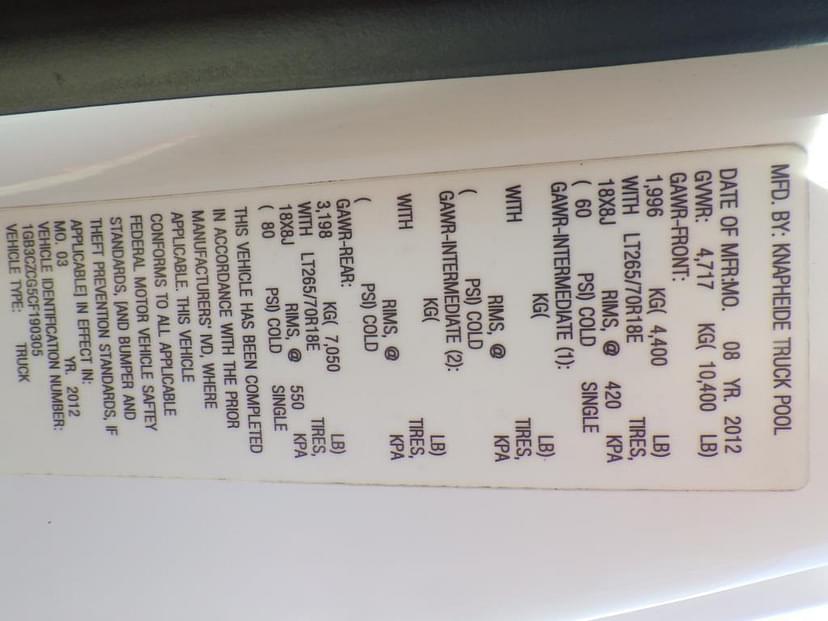 MFD. BY: KNAPHEIDE TRUCK POOL
DATE OF MFR:MO. 08 YR. 2012
GVWR: 4,717 KG( 10,400 LB)
GAWR-FRONT:
1,996 KG( 4,400 LB)
WITH LT265/70R18E TIRES,
18X8J RIMS, @ 420 KPA
( 60 PSI) COLD SINGLE
GAWR-INTERMEDIATE (1):
KG( LB)
WITH TIRES,
RIMS, @ KPA
( PSI) COLD
GAWR-INTERMEDIATE (2):
KG( LB)
WITH TIRES,
RIMS, @ KPA
( PSI) COLD
GAWR-REAR:
3,198 KG( 7,050 LB)
WITH LT265/70R18E TIRES,
18X8J RIMS, @ 550 KPA
( 80 PSI) COLD SINGLE
THIS VEHICLE HAS BEEN COMPLETED
IN ACCORDANCE WITH THE PRIOR
MANUFACTURERS' IVD, WHERE
APPLICABLE. THIS VEHICLE
CONFORMS TO ALL APPLICABLE
FEDERAL MOTOR VEHICLE SAFTEY
STANDARDS, [AND BUMPER AND
THEFT PREVENTION STANDARDS, IF
APPLICABLE] IN EFFECT IN:
MO. 03 YR. 2012
VEHICLE IDENTIFICATION NUMBER:
1GB3CZCG5CF190305
VEHICLE TYPE: TRUCK